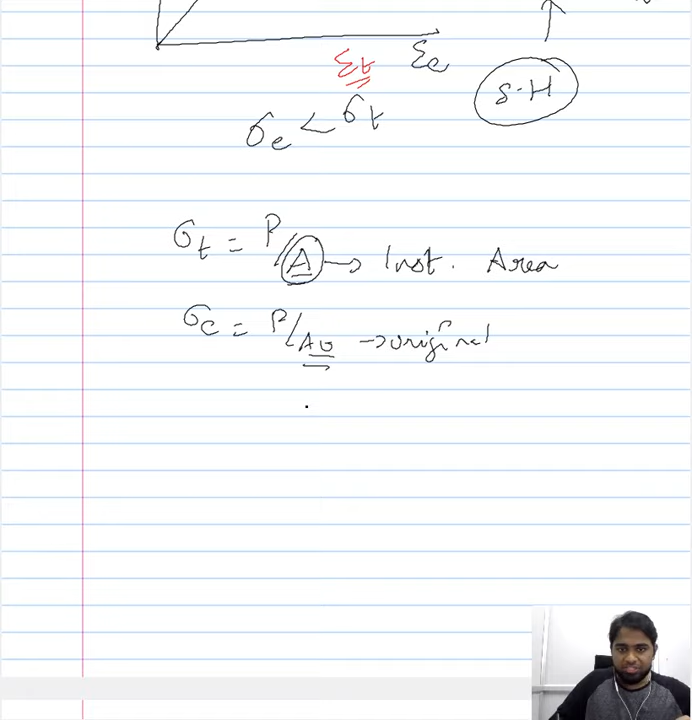 εt εe
S-H
σe < σt
σt = P/A → Inst. Area
σe = P/A0 → original